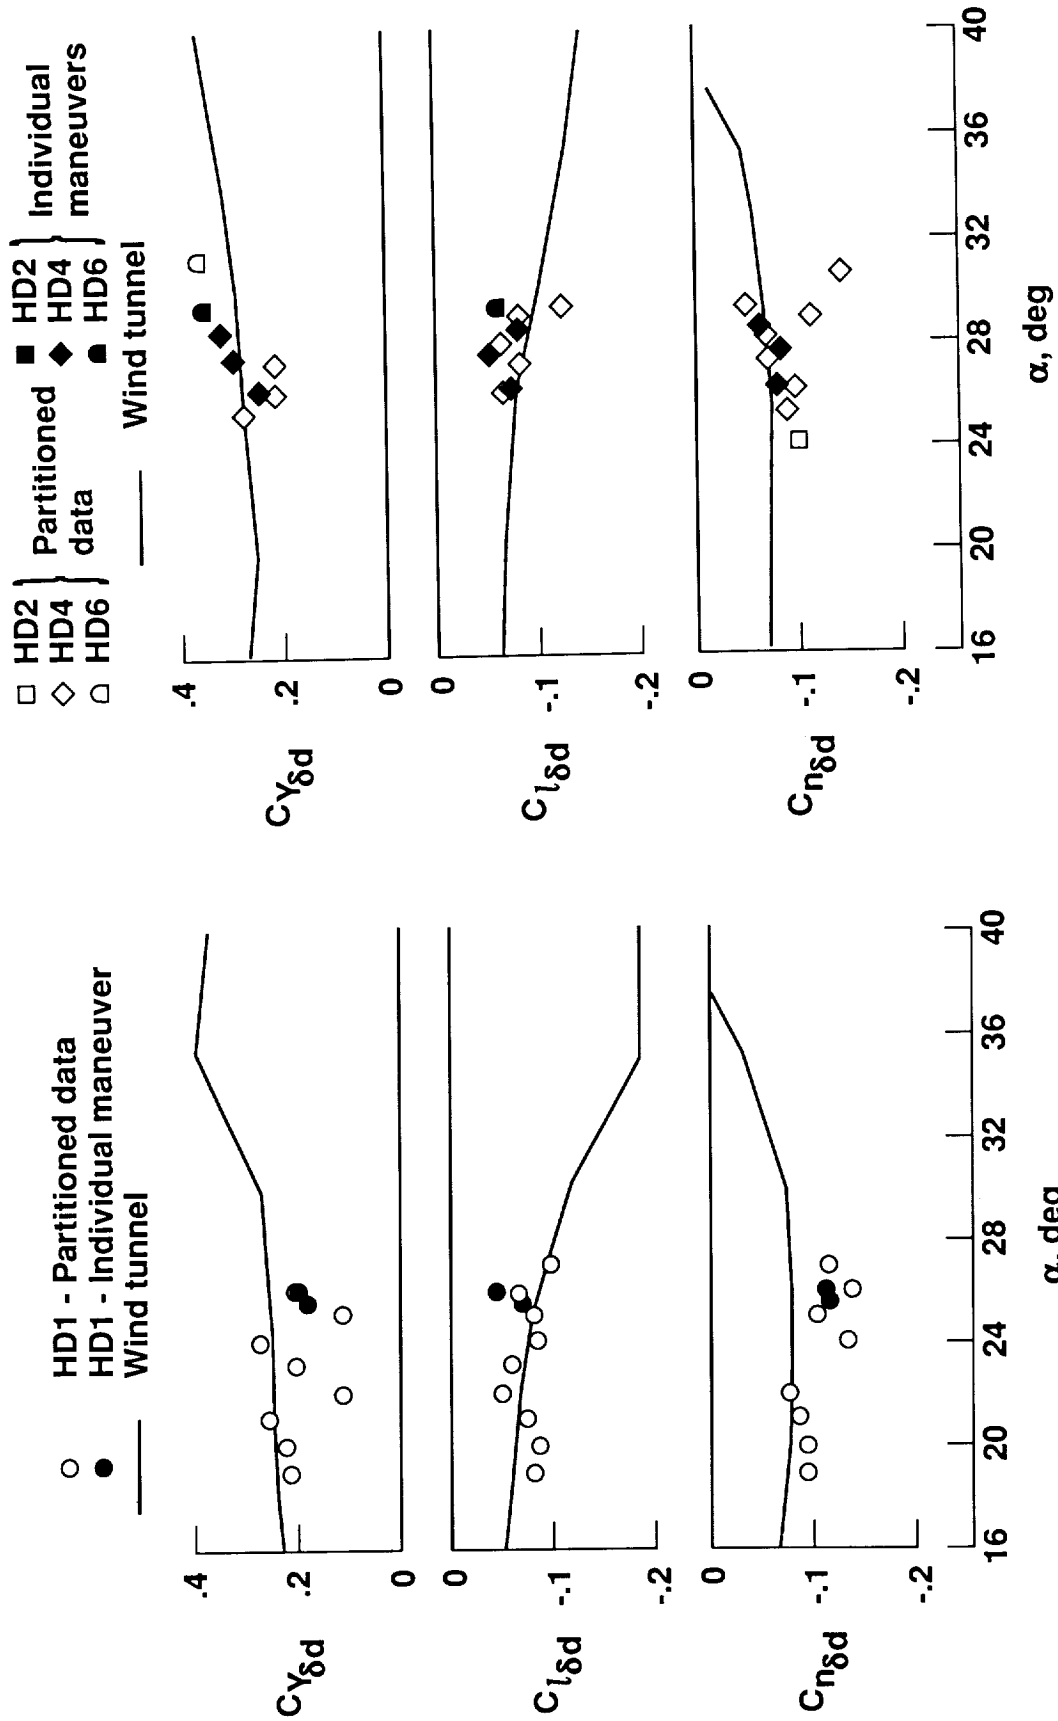 ○ HD1 - Partitioned data
● HD1 - Individual maneuver
Wind tunnel
.4
.2
0
CYδd
0
-.1
-.2
Clδd
0
-.1
-.2
Cnδd
16 20 24 28 32 36 40
α, deg
□ HD2 } Partitioned ■ HD2 } Individual
◇ HD4 } data ◆ HD4 } maneuvers
HD6 } HD6 }
Wind tunnel
.4
.2
0
CYδd
0
-.1
-.2
Clδd
0
-.1
-.2
Cnδd
16 20 24 28 32 36 40
α, deg